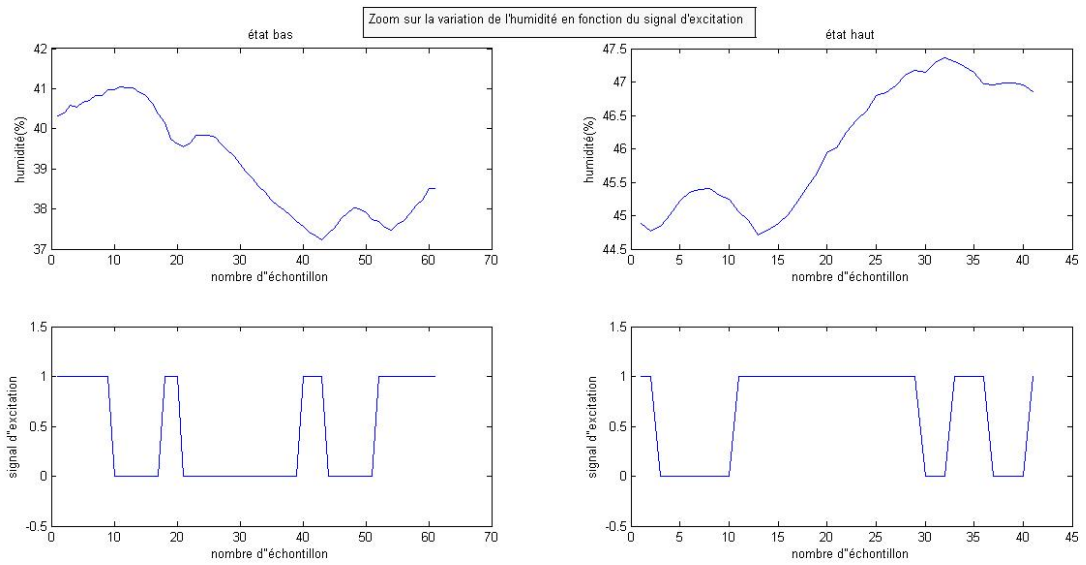 Zoom sur la variation de l'humidité en fonction du signal d'excitation
état bas
42
41
40
39
38
37
humidité(%)
0 10 20 30 40 50 60 70
nombre d''échontillon
état haut
47.5
47
46.5
46
45.5
45
44.5
humidité(%)
0 5 10 15 20 25 30 35 40 45
nombre d''échontillon
1.5
1
0.5
0
-0.5
signal d''excitation
0 10 20 30 40 50 60 70
nombre d''échontillon
1.5
1
0.5
0
-0.5
signal d''excitation
0 5 10 15 20 25 30 35 40 45
nombre d''échontillon